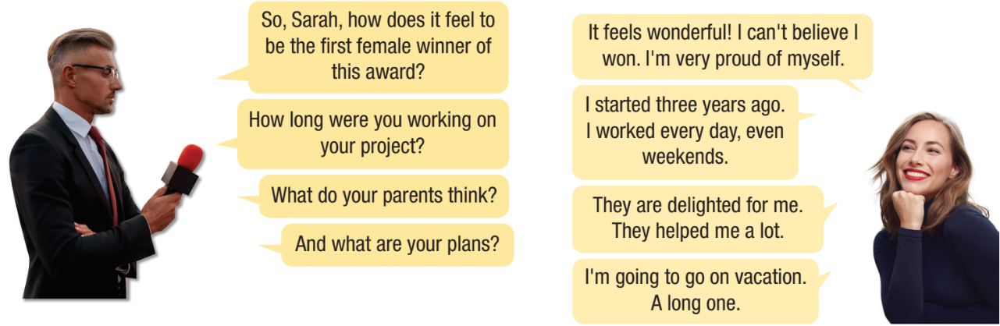 So, Sarah, how does it feel to
be the first female winner of
this award?
How long were you working on
your project?
What do your parents think?
And what are your plans?
It feels wonderful! I can't believe I
won. I'm very proud of myself.
I started three years ago.
I worked every day, even
weekends.
They are delighted for me.
They helped me a lot.
I'm going to go on vacation.
A long one.